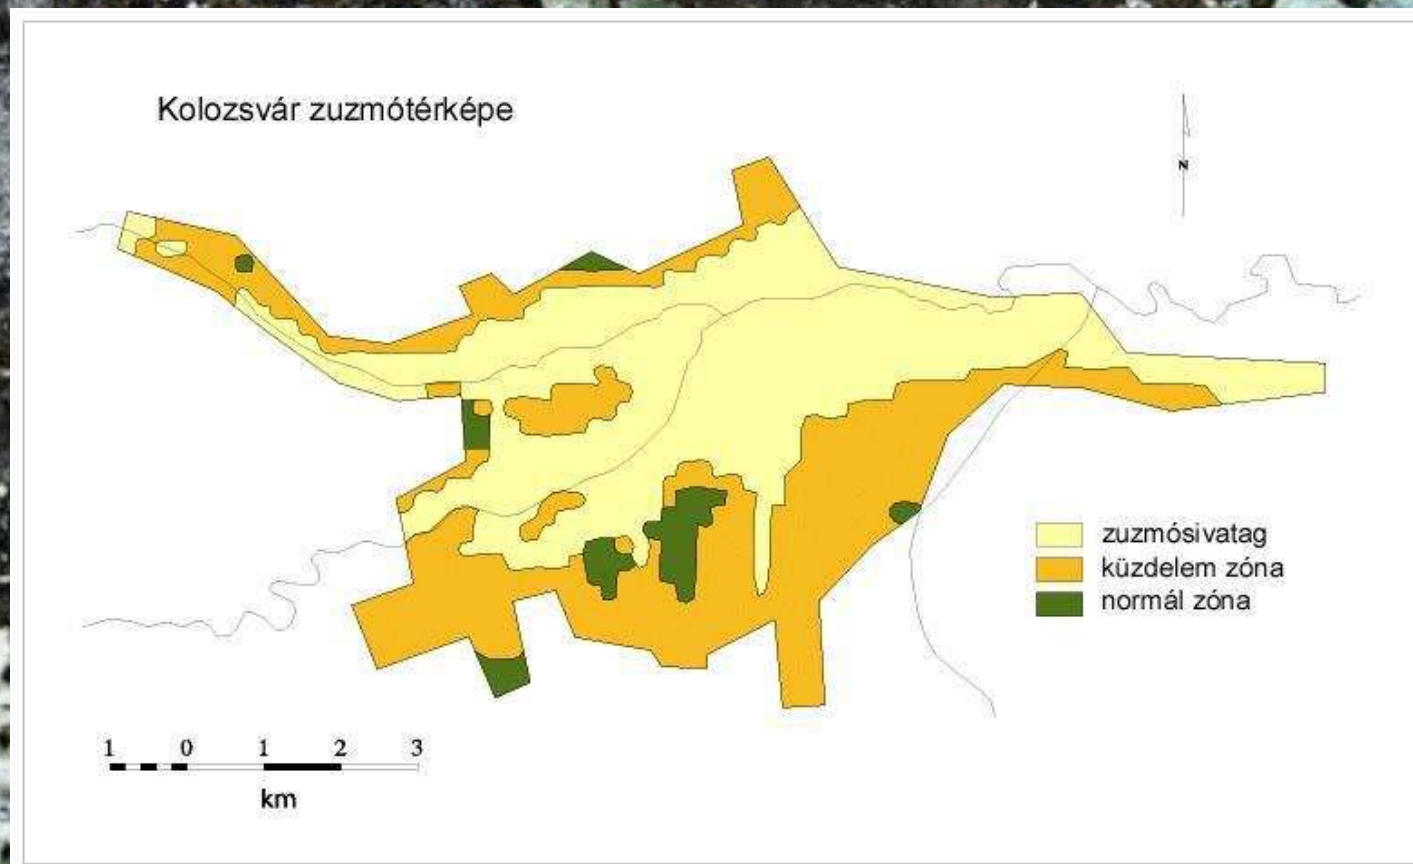 Kolozsvár zuzmótérképe
N
zuzmósivatag
küzdelem zóna
normál zóna
1 0 1 2 3
km